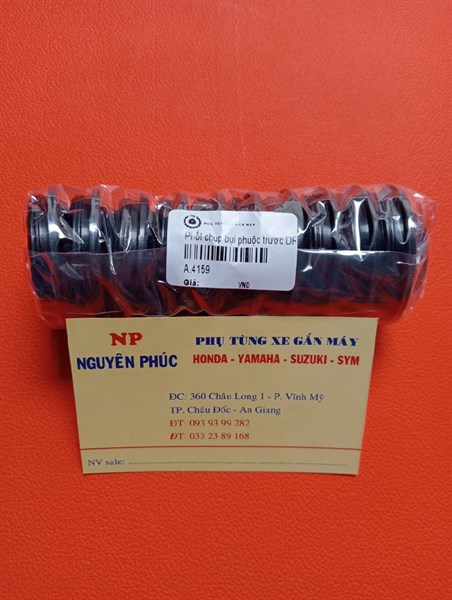 Phốt chụp bụi phuộc trước DR
A.4159
Giá: VND
NP
NGUYÊN PHÚC
PHỤ TÙNG XE GẮN MÁY
HONDA - YAMAHA - SUZUKI - SYM
ĐC: 360 Châu Long 1 - P. Vĩnh Mỹ
TP. Châu Đốc - An Giang
ĐT: 093 93 99 282
ĐT: 033 23 89 168
NV sale: